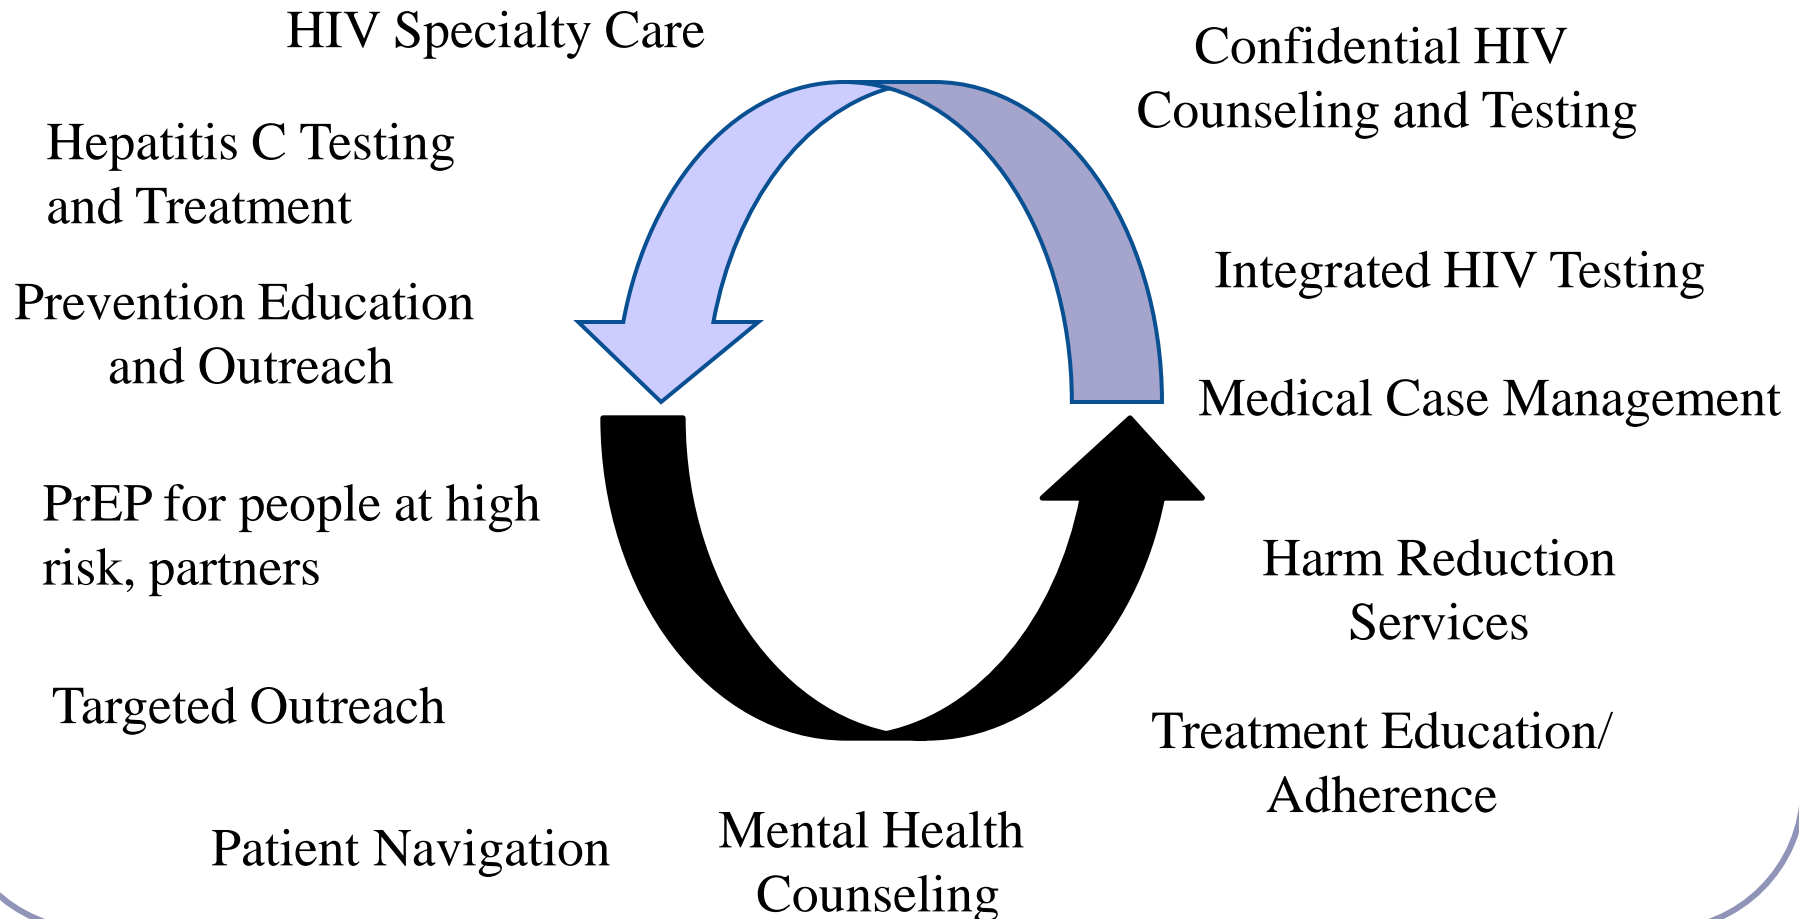 HIV Specialty Care
Confidential HIV
Counseling and Testing
Hepatitis C Testing
and Treatment
Integrated HIV Testing
Prevention Education
and Outreach
Medical Case Management
PrEP for people at high
risk, partners
Harm Reduction
Services
Targeted Outreach
Treatment Education/
Adherence
Patient Navigation
Mental Health
Counseling